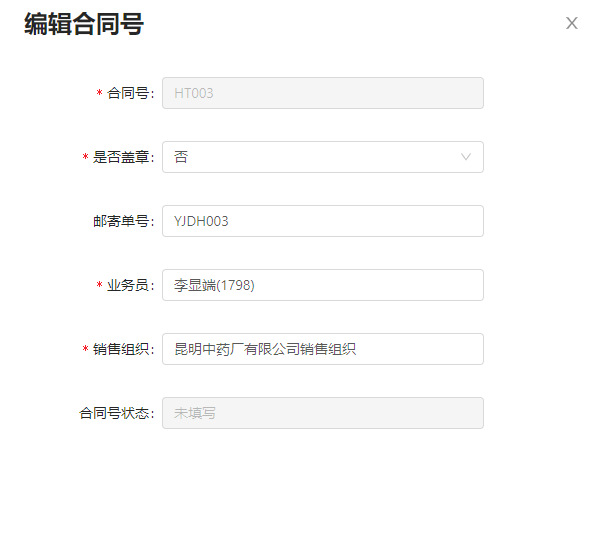 编辑合同号
* 合同号: HT003
* 是否盖章: 否
邮寄单号: YJDH003
* 业务员: 李显端(1798)
* 销售组织: 昆明中药厂有限公司销售组织
合同号状态: 未填写